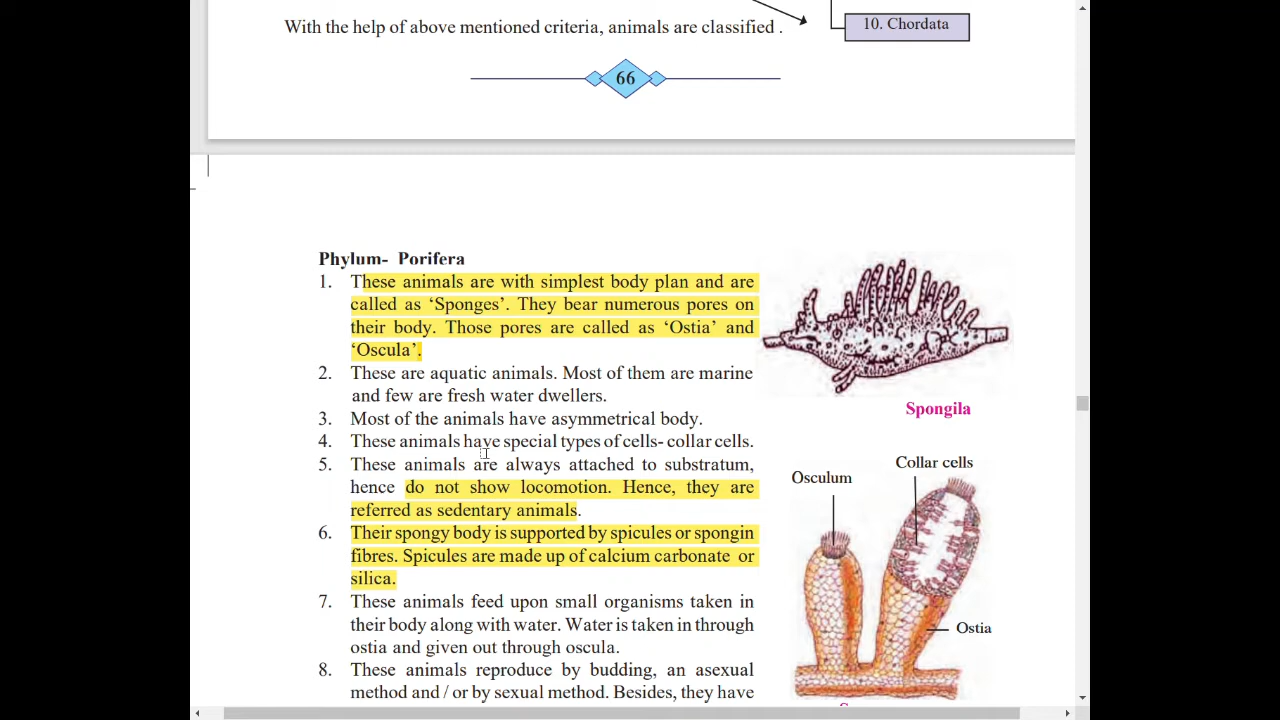 With the help of above mentioned criteria, animals are classified .
10. Chordata
66
Phylum- Porifera
1. These animals are with simplest body plan and are
called as ‘Sponges’. They bear numerous pores on
their body. Those pores are called as ‘Ostia’ and
‘Oscula’.
2. These are aquatic animals. Most of them are marine
and few are fresh water dwellers.
3. Most of the animals have asymmetrical body.
4. These animals have special types of cells- collar cells.
5. These animals are always attached to substratum,
hence do not show locomotion. Hence, they are
referred as sedentary animals.
6. Their spongy body is supported by spicules or spongin
fibres. Spicules are made up of calcium carbonate or
silica.
7. These animals feed upon small organisms taken in
their body along with water. Water is taken in through
ostia and given out through oscula.
8. These animals reproduce by budding, an asexual
method and / or by sexual method. Besides, they have
Spongila
Collar cells
Osculum
Ostia